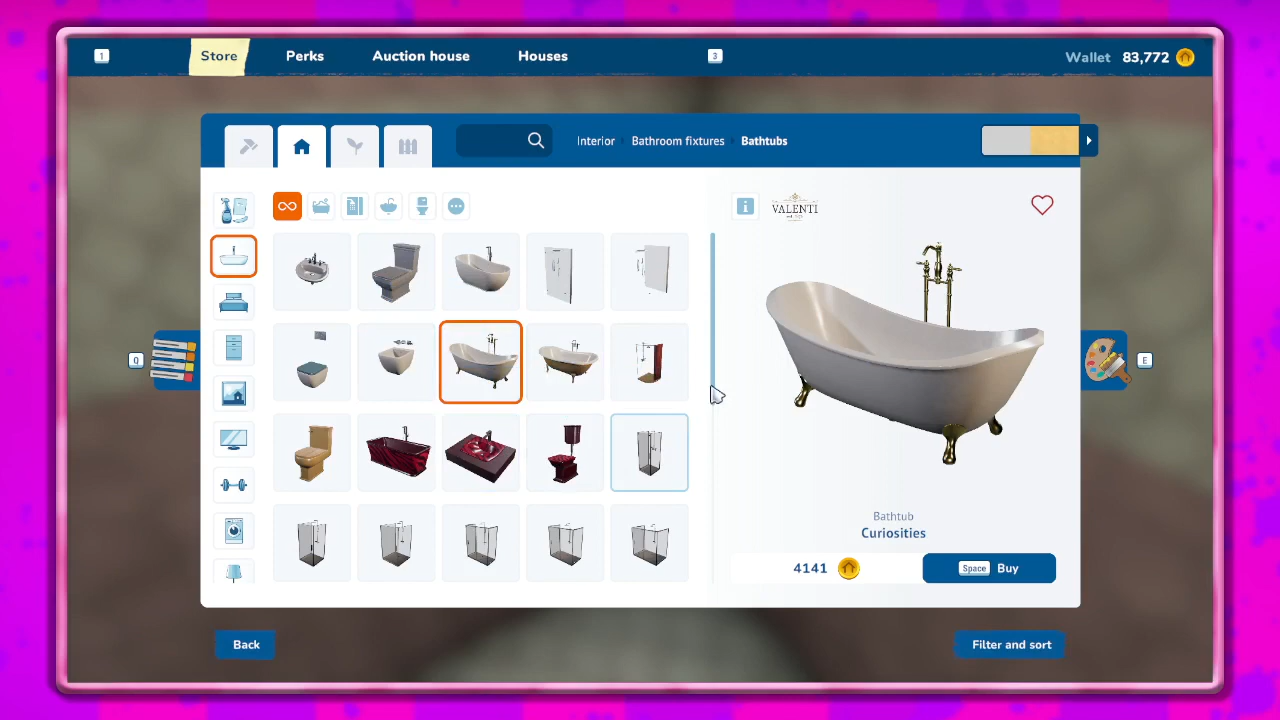 1 Store Perks Auction house Houses 3 Wallet 83,772
Interior Bathroom fixtures Bathtubs
i VALENTI
Q
E
Bathtub
Curiosities
4141 Space Buy
Back Filter and sort